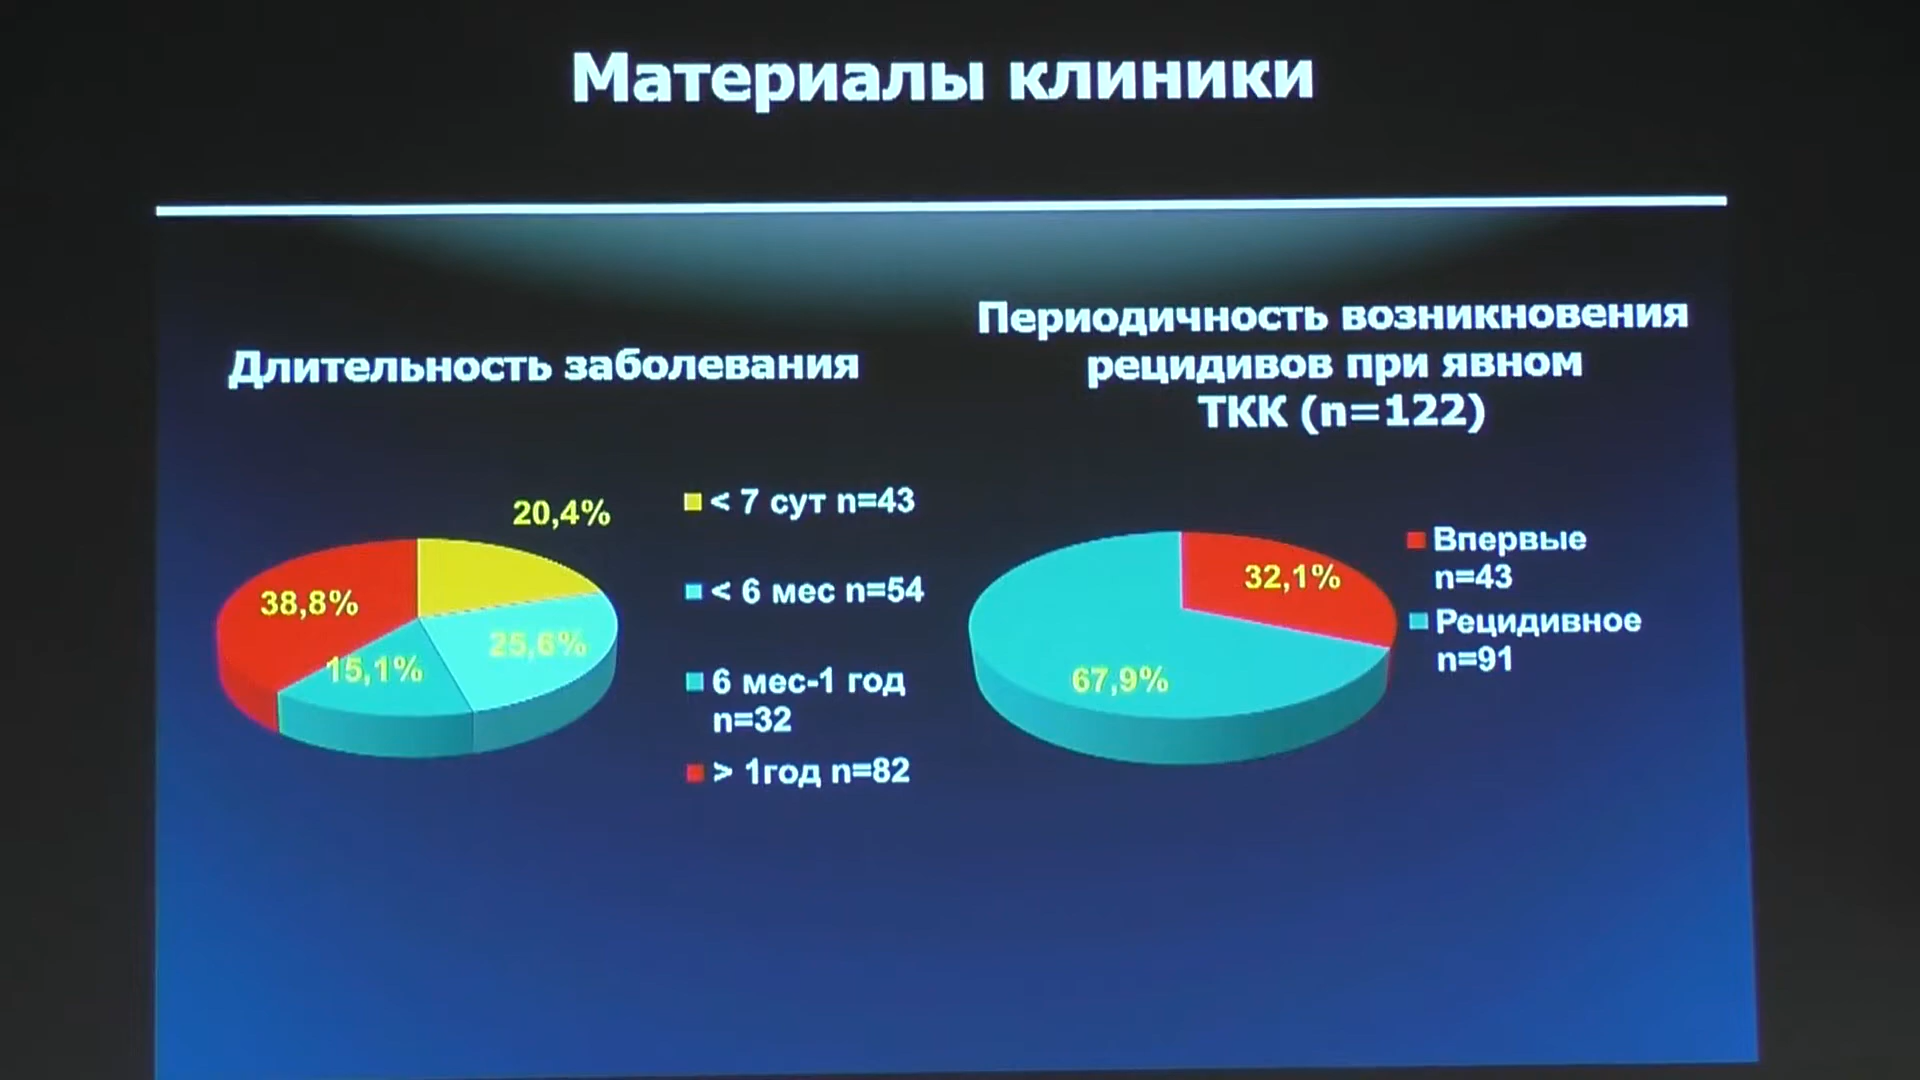 Материалы клиники
Длительность заболевания
20,4%
38,8%
25,6%
15,1%
< 7 сут n=43
< 6 мес n=54
6 мес-1 год
n=32
> 1год n=82
Периодичность возникновения
рецидивов при явном
ТКК (n=122)
32,1%
67,9%
Впервые
n=43
Рецидивное
n=91